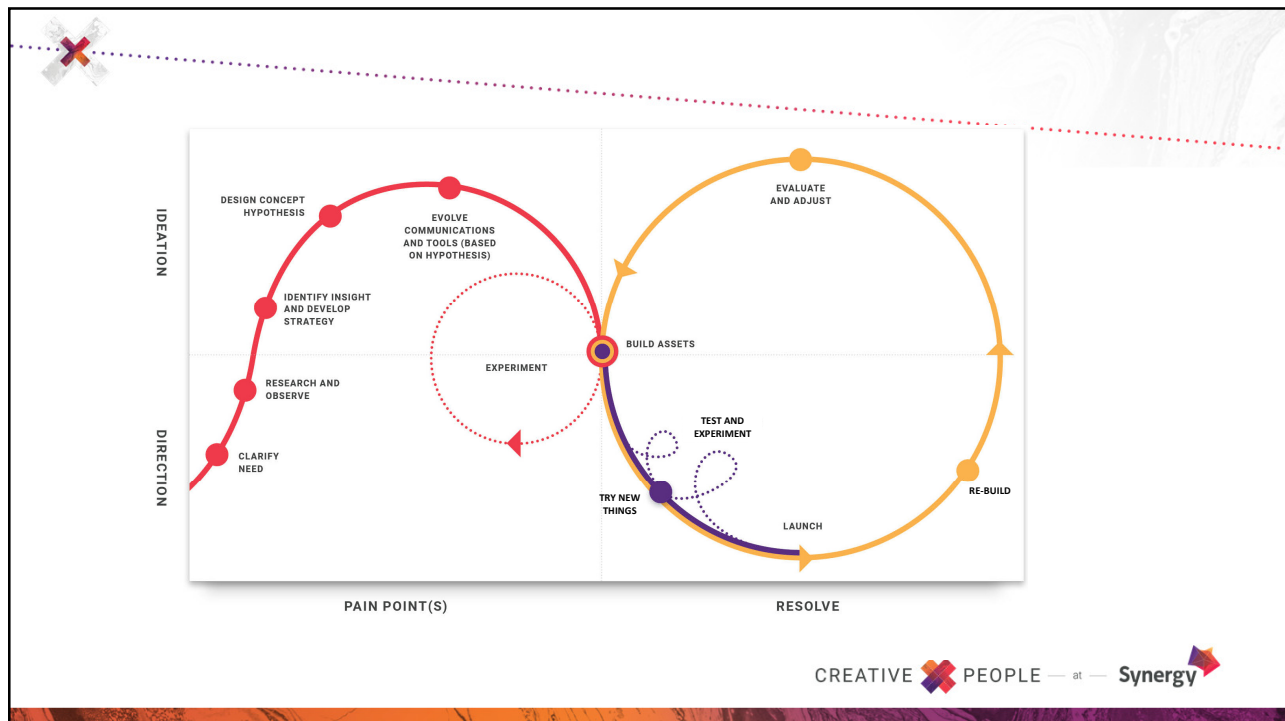 IDEATION
DIRECTION
DESIGN CONCEPT
HYPOTHESIS
EVOLVE
COMMUNICATIONS
AND TOOLS (BASED
ON HYPOTHESIS)
IDENTIFY INSIGHT
AND DEVELOP
STRATEGY
RESEARCH AND
OBSERVE
CLARIFY
NEED
EXPERIMENT
BUILD ASSETS
EVALUATE
AND ADJUST
TEST AND
EXPERIMENT
TRY NEW
THINGS
LAUNCH
RE-BUILD
PAIN POINT(S)
RESOLVE
CREATIVE PEOPLE — at — Synergy